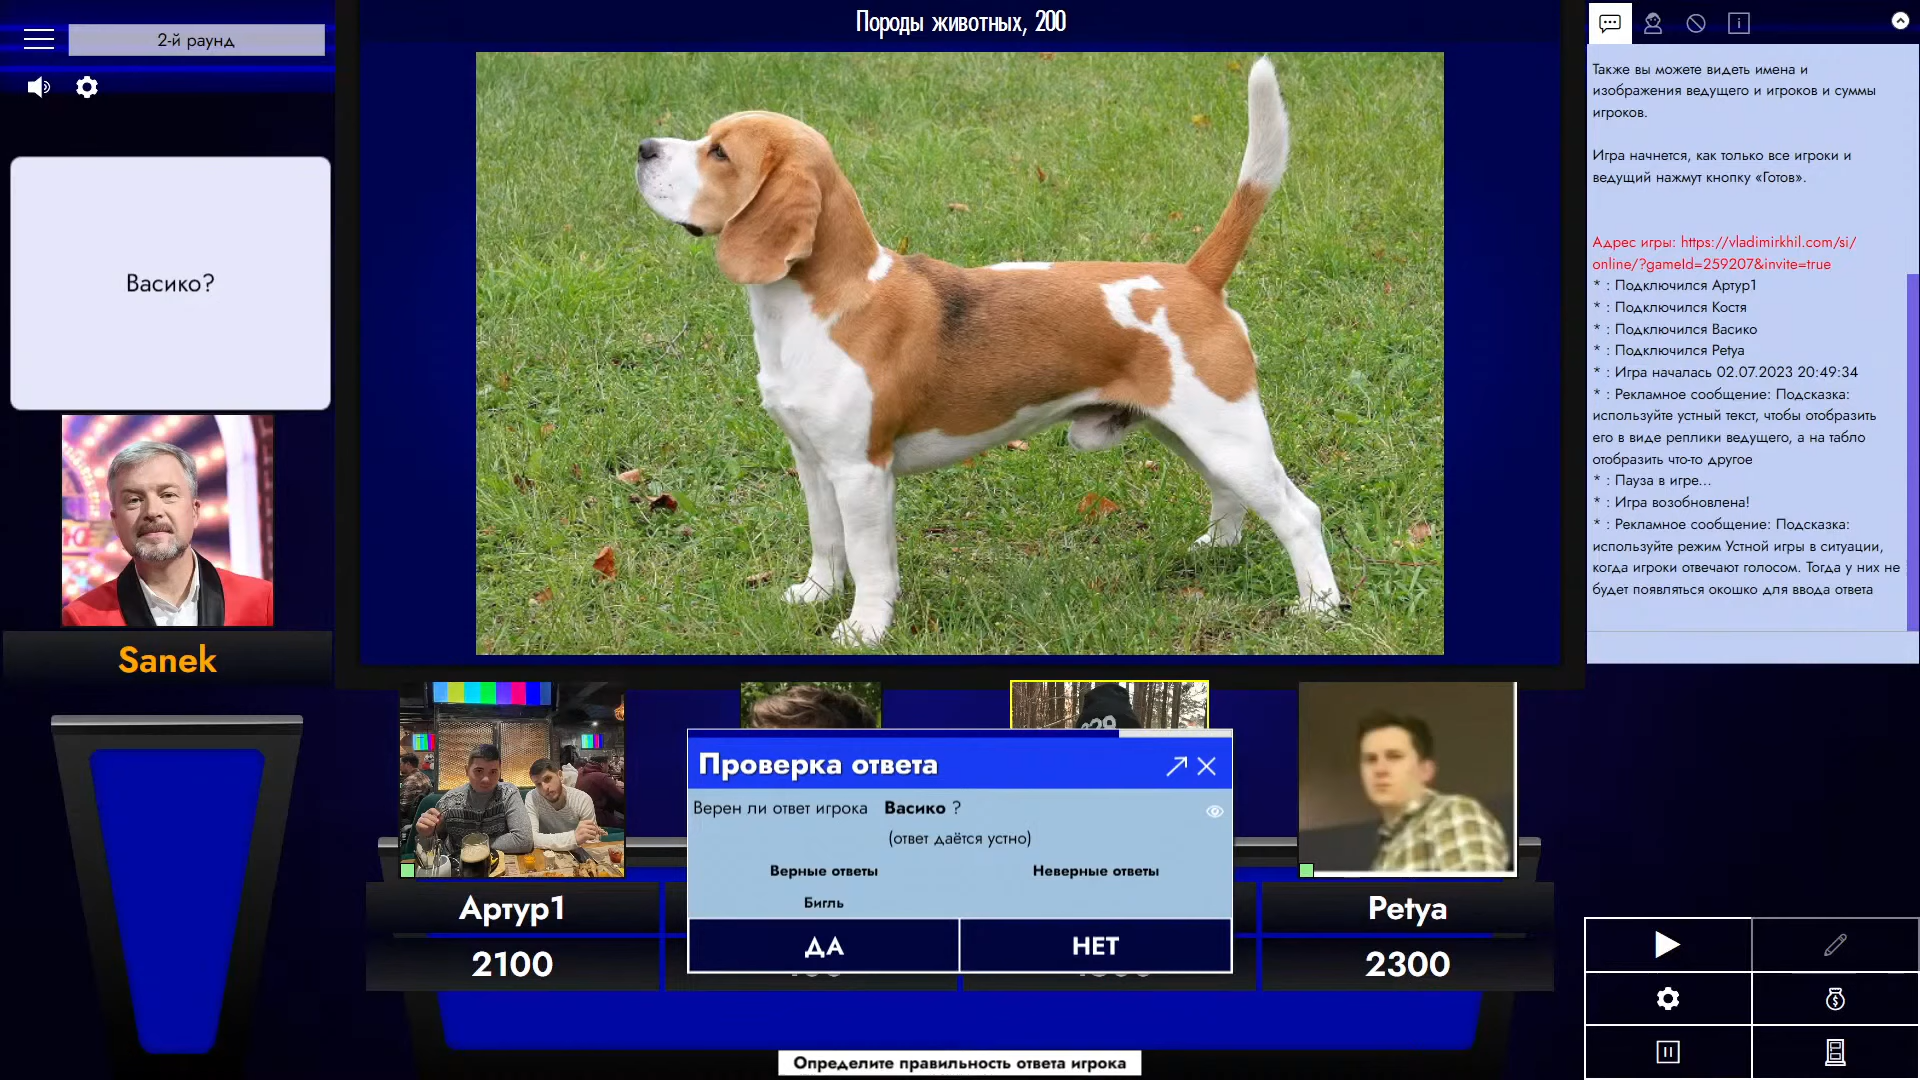 2-й раунд
Породы животных, 200
Васико?
Sanek
Также вы можете видеть имена и
изображения ведущего и игроков и суммы
игроков.
Игра начнется, как только все игроки и
ведущий нажмут кнопку «Готов».
Адрес игры: https://vladimirkhil.com/si/
online/?gameId=259207&invite=true
* : Подключился Артур1
* : Подключился Костя
* : Подключился Васико
* : Подключился Petya
* : Игра началась 02.07.2023 20:49:34
* : Рекламное сообщение: Подсказка:
используйте устный текст, чтобы отобразить
его в виде реплики ведущего, а на табло
отобразить что-то другое
* : Пауза в игре...
* : Игра возобновлена!
* : Рекламное сообщение: Подсказка:
используйте режим Устной игры в ситуации,
когда игроки отвечают голосом. Тогда у них не
будет появляться окошко для ввода ответа
Проверка ответа
Верен ли ответ игрока Васико ?
(ответ даётся устно)
Верные ответы
Неверные ответы
Бигль
ДА
НЕТ
Артур1
2100
Petya
2300
Определите правильность ответа игрока